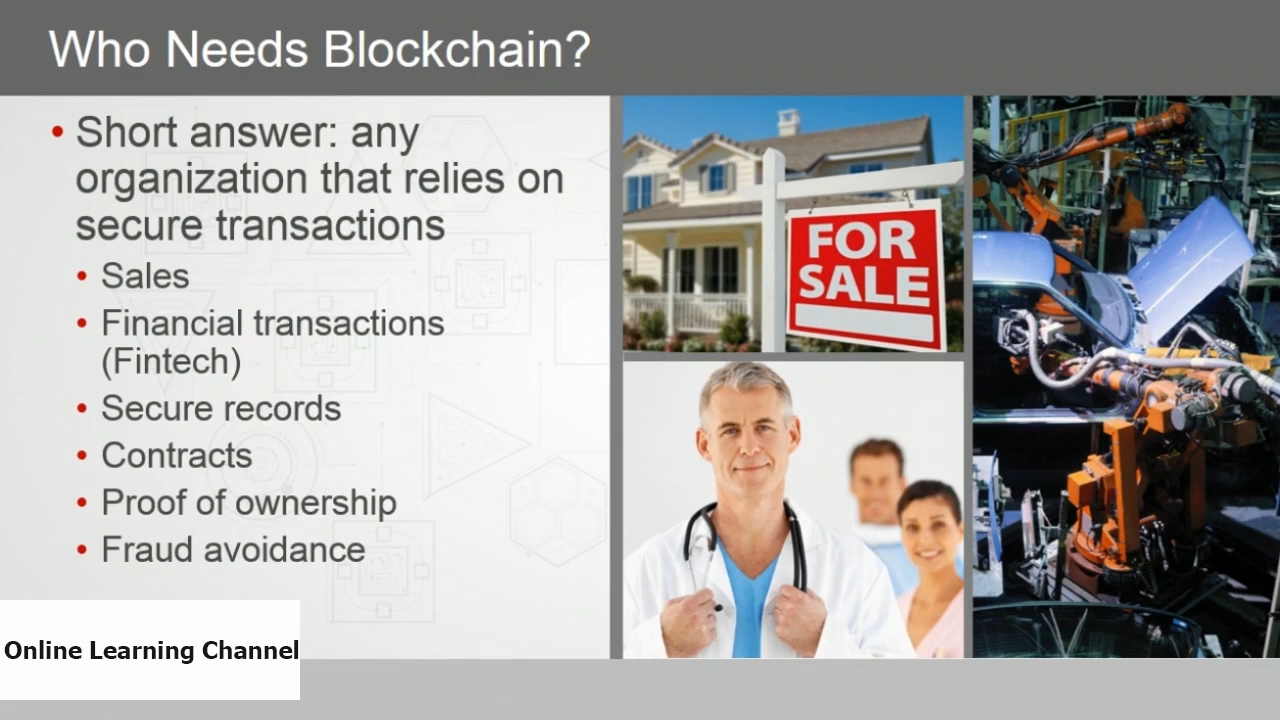 Who Needs Blockchain?
• Short answer: any
organization that relies on
secure transactions
• Sales
• Financial transactions
(Fintech)
• Secure records
• Contracts
• Proof of ownership
• Fraud avoidance
FOR
SALE
Online Learning Channel